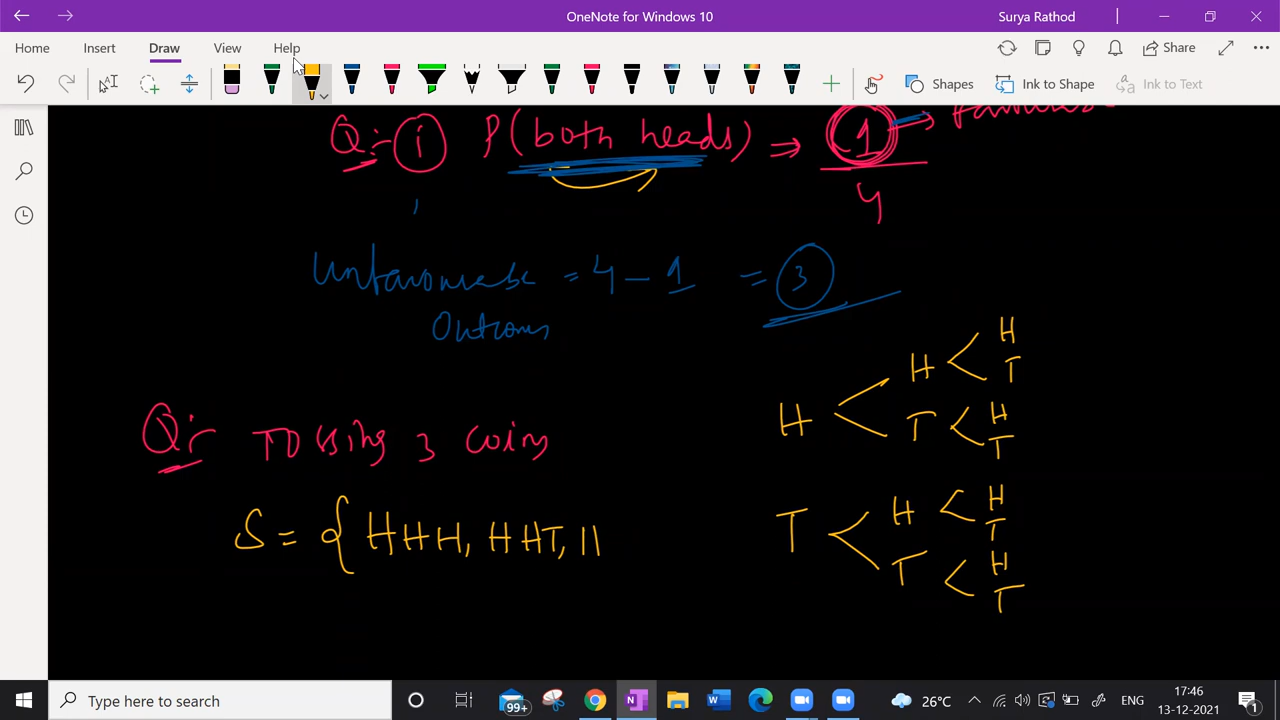 OneNote for Windows 10
Surya Rathod
Home Insert Draw View Help
Share
Shapes
Ink to Shape
Ink to Text
Q:- i P(both heads) ⇒ 1 →
4
= 4 - 1 = 3
Outcomes
Q:- Tossing 3 coins
S = { HHH, HHT, H
H < H < H
T
T < H
T
T < H < H
T
T < H
T
Type here to search
99+
26°C
ENG
17:46
13-12-2021
1